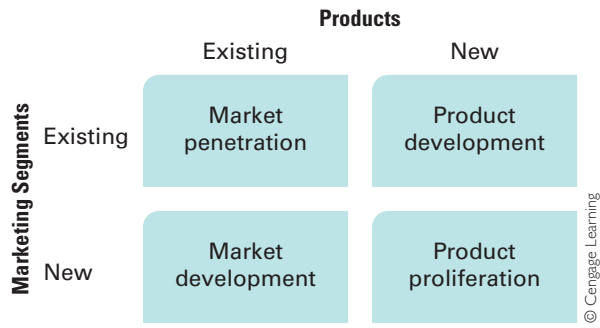 Products
Existing
New
Marketing Segments
Existing
Market
penetration
Product
development
New
Market
development
Product
proliferation
© Cengage Learning